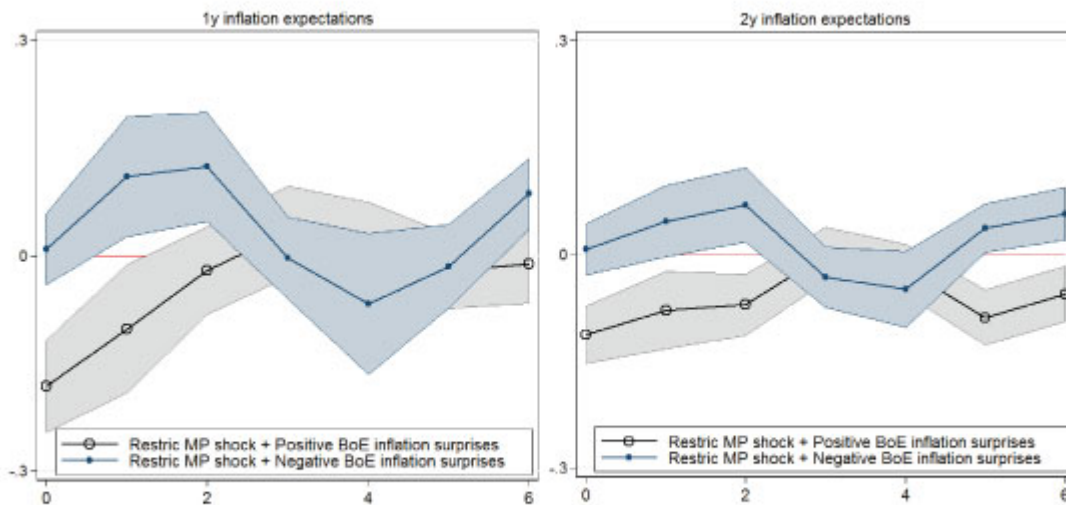 1y inflation expectations
.3
0
-.3
Restric MP shock + Positive BoE inflation surprises
Restric MP shock + Negative BoE inflation surprises
0 2 4 6
2y inflation expectations
.3
0
-.3
Restric MP shock + Positive BoE inflation surprises
Restric MP shock + Negative BoE inflation surprises
0 2 4 6